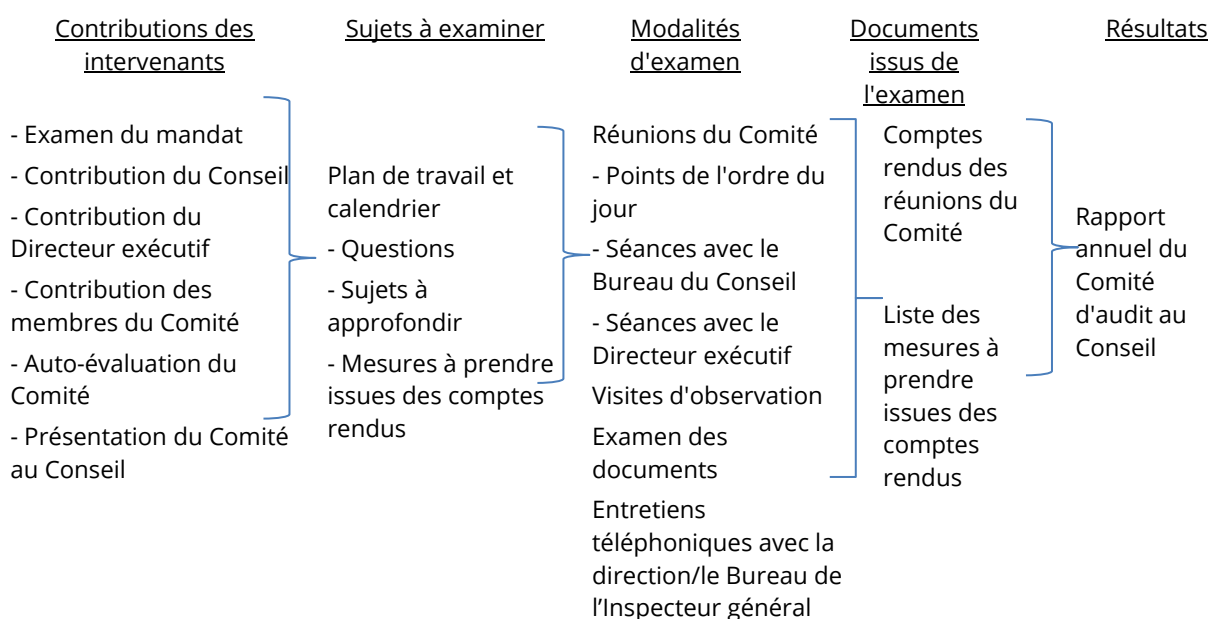 Contributions des
intervenants
- Examen du mandat
- Contribution du Conseil
- Contribution du
Directeur exécutif
- Contribution des
membres du Comité
- Auto-évaluation du
Comité
- Présentation du Comité
au Conseil
Sujets à examiner
Plan de travail et
calendrier
- Questions
- Sujets à
approfondir
- Mesures à prendre
issues des comptes
rendus
Modalités
d'examen
Réunions du Comité
- Points de l'ordre du
jour
- Séances avec le
Bureau du Conseil
- Séances avec le
Directeur exécutif
Visites d'observation
Examen des
documents
Entretiens
téléphoniques avec la
direction/le Bureau de
l’Inspecteur général
Documents
issus de
l'examen
Comptes
rendus des
réunions du
Comité
Liste des
mesures à
prendre
issues des
comptes
rendus
Résultats
Rapport
annuel du
Comité
d'audit au
Conseil